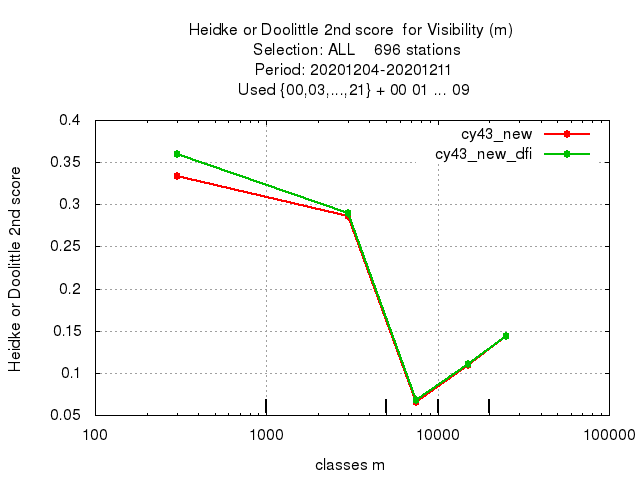 Heidke or Doolittle 2nd score  for Visibility (m)
Selection: ALL    696 stations
Period: 20201204-20201211
Used {00,03,...,21} + 00 01 ... 09
cy43_new
cy43_new_dfi
Heidke or Doolittle 2nd score
0.4
0.35
0.3
0.25
0.2
0.15
0.1
0.05
100 1000 10000 100000
classes m